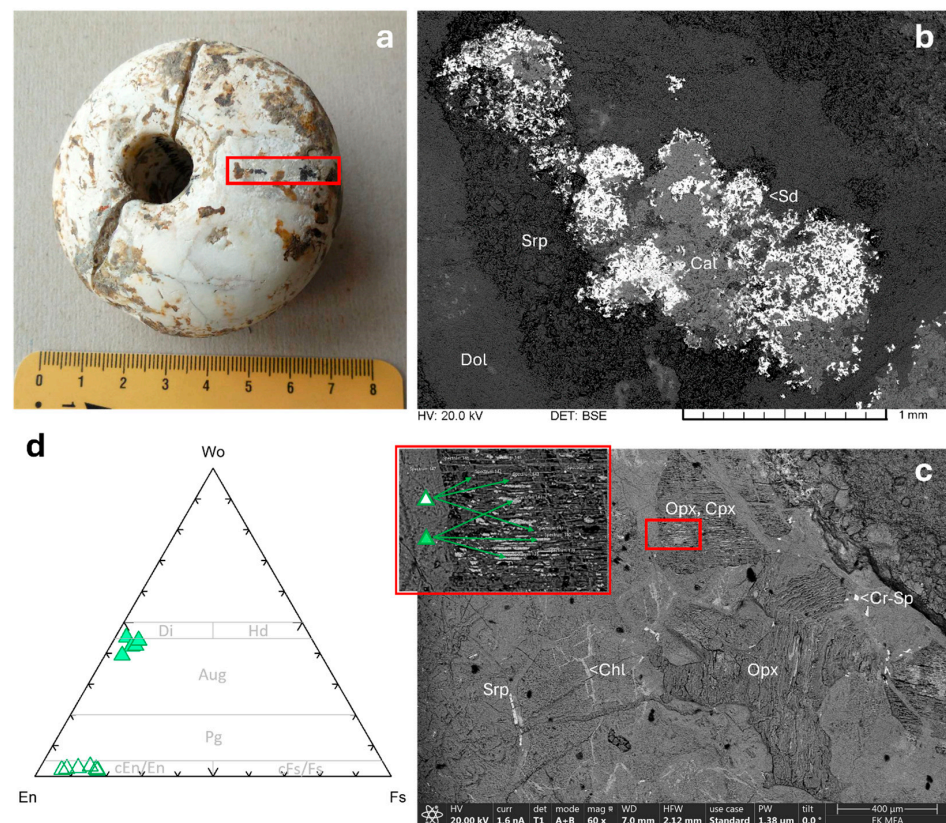 a
0 1 2 3 4 5 6 7 8
b
<Sd
Srp
Cal
Dol
HV: 20.0 kV DET: BSE 1 mm
d
Wo
Di Hd
Aug
Pg
cEn/En cFs/Fs
En Fs
c
Opx, Cpx
<Cr-Sp
<Chl Opx
Srp
HV curr det mode mag WD HFW use case PW tilt 400 µm
20.00 kV 1.6 nA T1 A+B 60 x 7.0 mm 2.12 mm Standard 1.38 µm 0.0 ° EK MFA